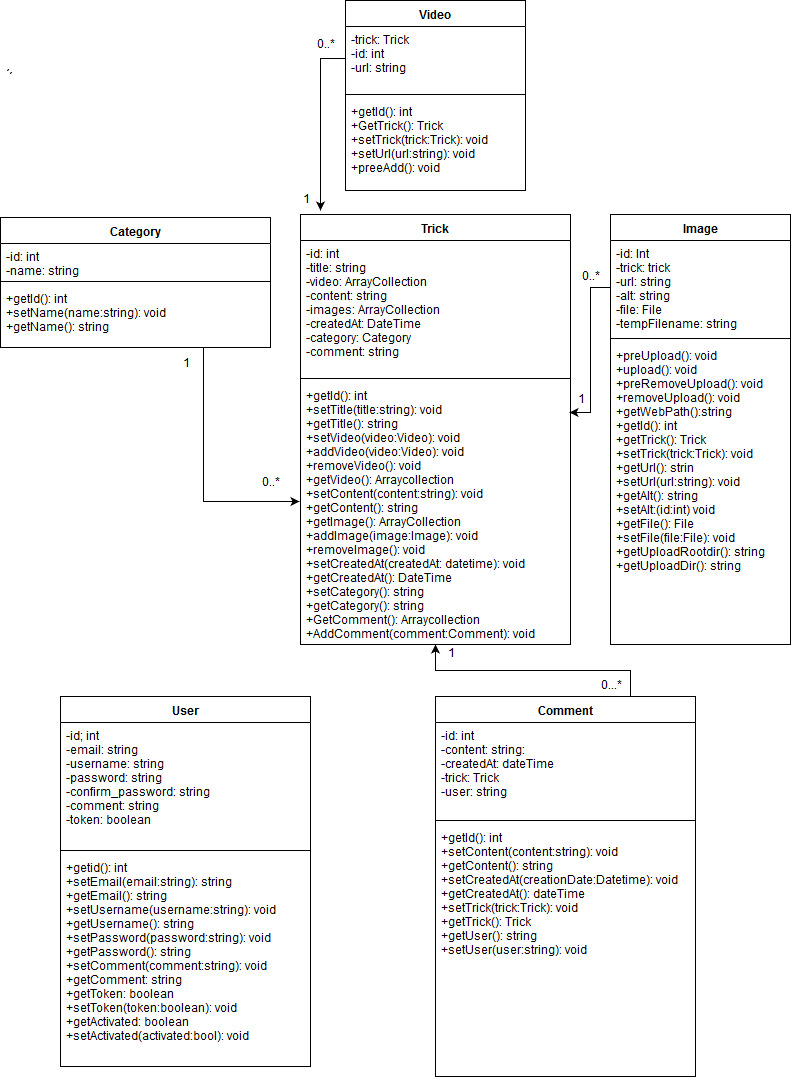 Video
-trick: Trick
-id: int
-url: string
+getId(): int
+GetTrick(): Trick
+setTrick(trick:Trick): void
+setUrl(url:string): void
+preeAdd(): void
0..*
1
Category
-id: int
-name: string
+getId(): int
+setName(name:string): void
+getName(): string
1
0..*
Trick
-id: int
-title: string
-video: ArrayCollection
-content: string
-images: ArrayCollection
-createdAt: DateTime
-category: Category
-comment: string
+getId(): int
+setTitle(title:string): void
+getTitle(): string
+setVideo(video:Video): void
+addVideo(video:Video): void
+removeVideo(): void
+getVideo(): Arraycollection
+setContent(content:string): void
+getContent(): string
+getImage(): ArrayCollection
+addImage(image:Image): void
+removeImage(): void
+setCreatedAt(createdAt: datetime): void
+getCreatedAt(): DateTime
+setCategory(): string
+getCategory(): string
+GetComment(): Arraycollection
+AddComment(comment:Comment): void
0..*
1
Image
-id: Int
-trick: trick
-url: string
-alt: string
-file: File
-tempFilename: string
+preUpload(): void
+upload(): void
+preRemoveUpload(): void
+removeUpload(): void
+getWebPath():string
+getId(): int
+getTrick(): Trick
+setTrick(trick:Trick): void
+getUrl(): strin
+setUrl(url:string): void
+getAlt(): string
+setAlt:(id:int) void
+getFile(): File
+setFile(file:File): void
+getUploadRootdir(): string
+getUploadDir(): string
1
0...*
User
-id; int
-email: string
-username: string
-password: string
-confirm_password: string
-comment: string
-token: boolean
+getid(): int
+setEmail(email:string): string
+getEmail(): string
+setUsername(username:string): void
+getUsername(): string
+setPassword(password:string): void
+getPassword(): string
+setComment(comment:string): void
+getComment: string
+getToken: boolean
+setToken(token:boolean): void
+getActivated: boolean
+setActivated(activated:bool): void
Comment
-id: int
-content: string:
-createdAt: dateTime
-trick: Trick
-user: string
+getId(): int
+setContent(content:string): void
+getContent(): string
+setCreatedAt(creationDate:Datetime): void
+getCreatedAt(): dateTime
+setTrick(trick:Trick): void
+getTrick(): Trick
+getUser(): string
+setUser(user:string): void